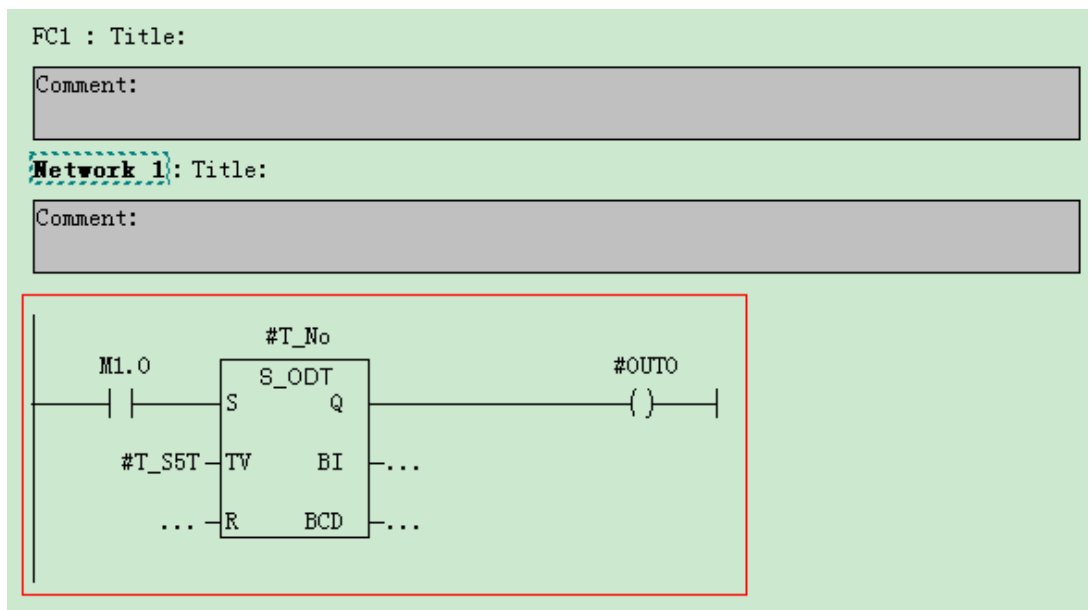 FC1 : Title:
Comment:
Network 1: Title:
Comment:
#T_No
M1.0
S_ODT
#OUT0
S Q
#T_S5T TV BI ...
... R BCD ...